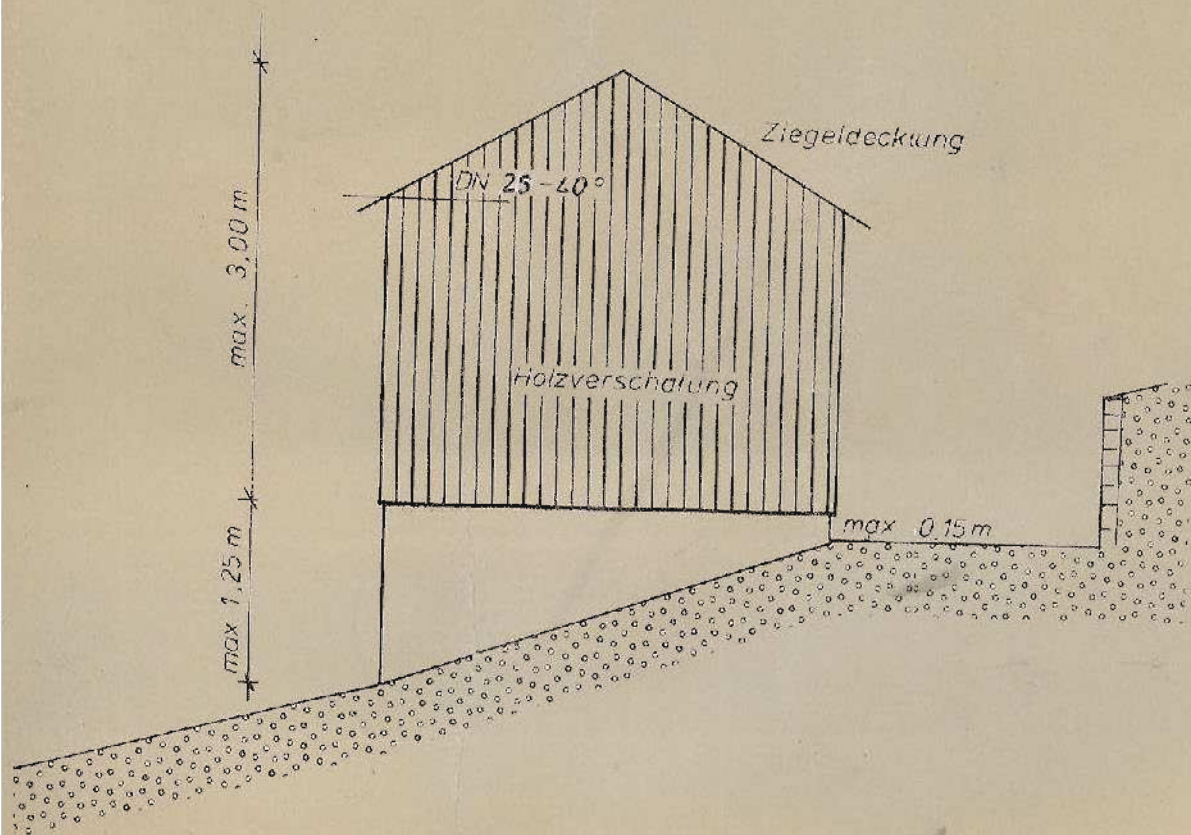 Ziegeldeckung
DN 25-40°
max. 3,00 m
Holzverschalung
max 0.15 m
max 1,25 m